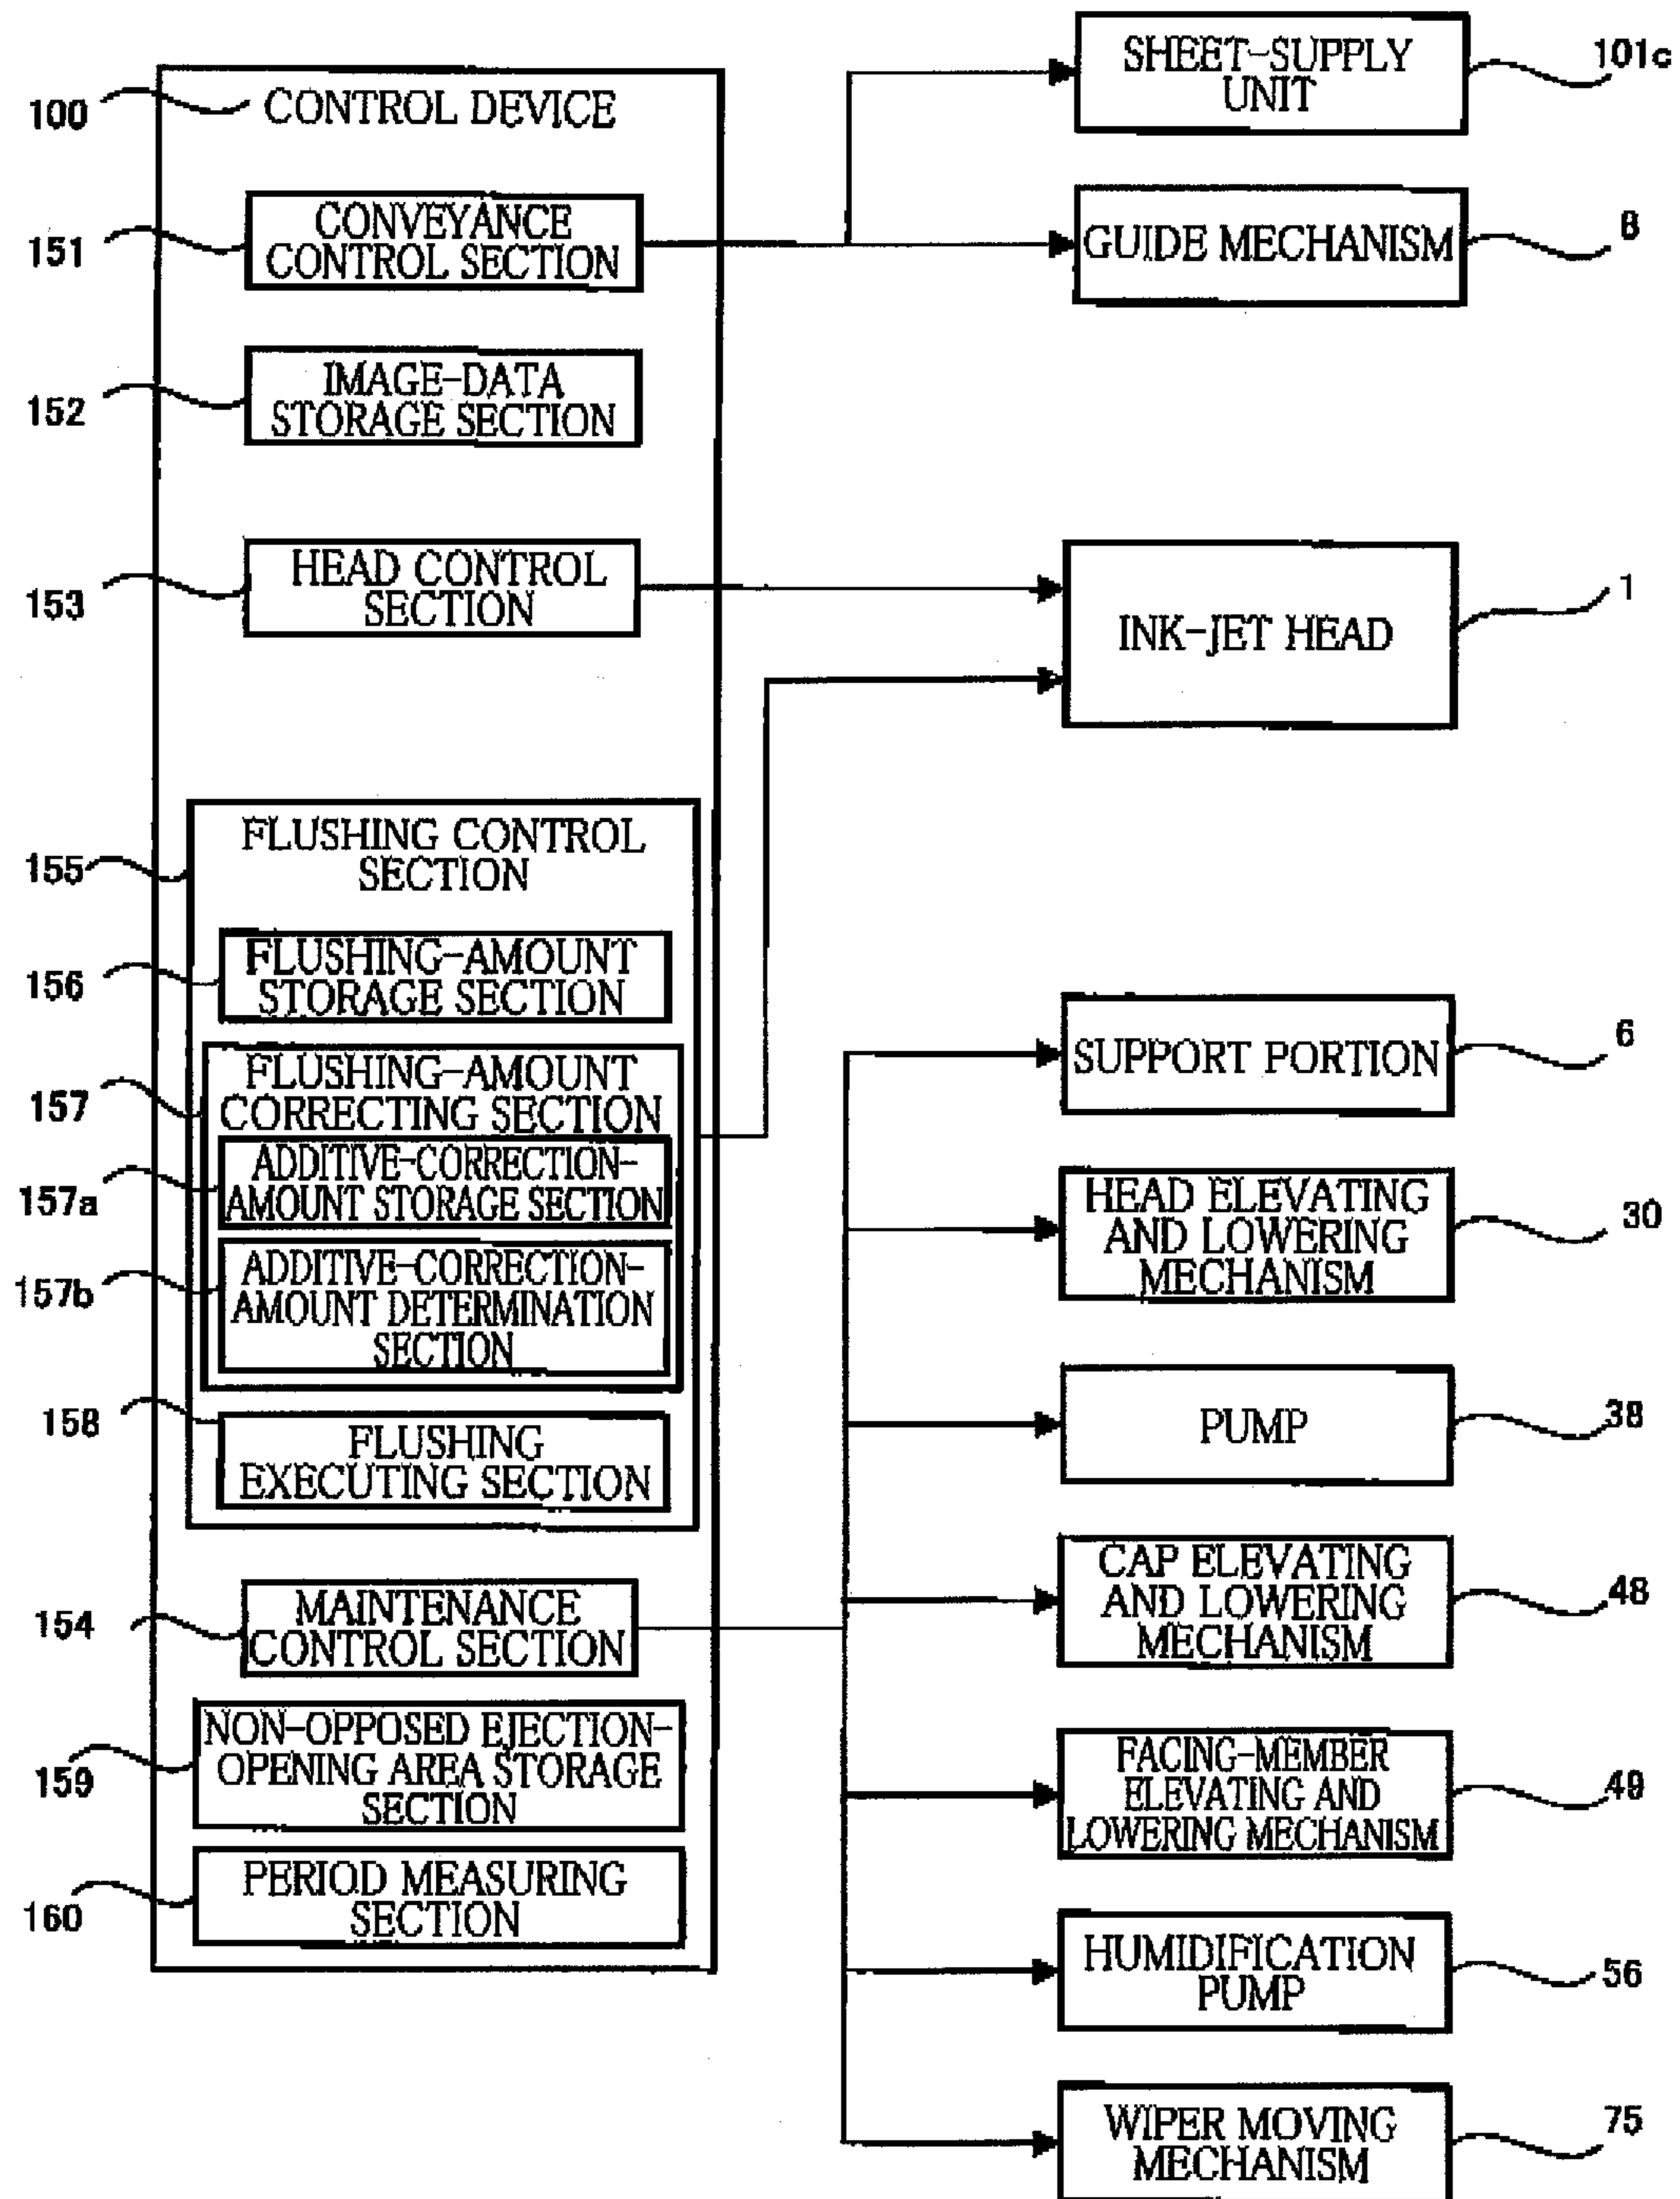 100
CONTROL DEVICE
151
CONVEYANCE
CONTROL SECTION
152
IMAGE-DATA
STORAGE SECTION
153
HEAD CONTROL
SECTION
155
FLUSHING CONTROL
SECTION
156
FLUSHING-AMOUNT
STORAGE SECTION
157
FLUSHING-AMOUNT
CORRECTING SECTION
157a
ADDITIVE-CORRECTION-
AMOUNT STORAGE SECTION
157b
ADDITIVE-CORRECTION-
AMOUNT DETERMINATION
SECTION
158
FLUSHING
EXECUTING SECTION
154
MAINTENANCE
CONTROL SECTION
159
NON-OPPOSED EJECTION-
OPENING AREA STORAGE
SECTION
160
PERIOD MEASURING
SECTION
SHEET-SUPPLY
UNIT
101c
GUIDE MECHANISM
8
INK-JET HEAD
1
SUPPORT PORTION
6
HEAD ELEVATING
AND LOWERING
MECHANISM
30
PUMP
38
CAP ELEVATING
AND LOWERING
MECHANISM
48
FACING-MEMBER
ELEVATING AND
LOWERING MECHANISM
49
HUMIDIFICATION
PUMP
56
WIPER MOVING
MECHANISM
75